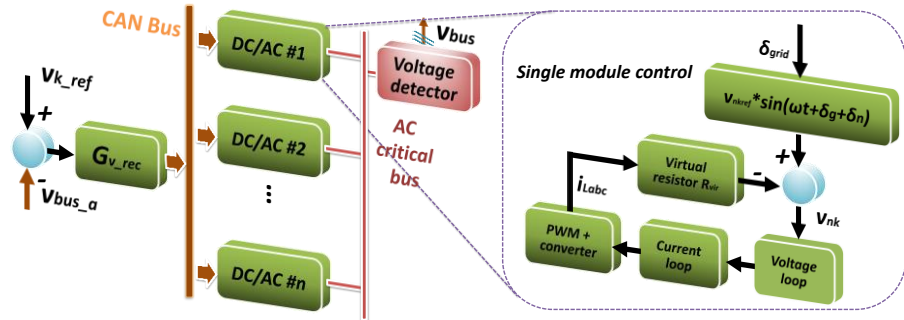 CAN Bus
v_k_ref
+
-
v_bus_a
G_v_rec
DC/AC #1
DC/AC #2
...
DC/AC #n
v_bus
Voltage
detector
AC
critical
bus
Single module control
δ_grid
v_nkref*sin(ωt+δ_g+δ_n)
+
-
Virtual
resistor R_vir
i_Labc
v_nk
PWM +
converter
Current
loop
Voltage
loop